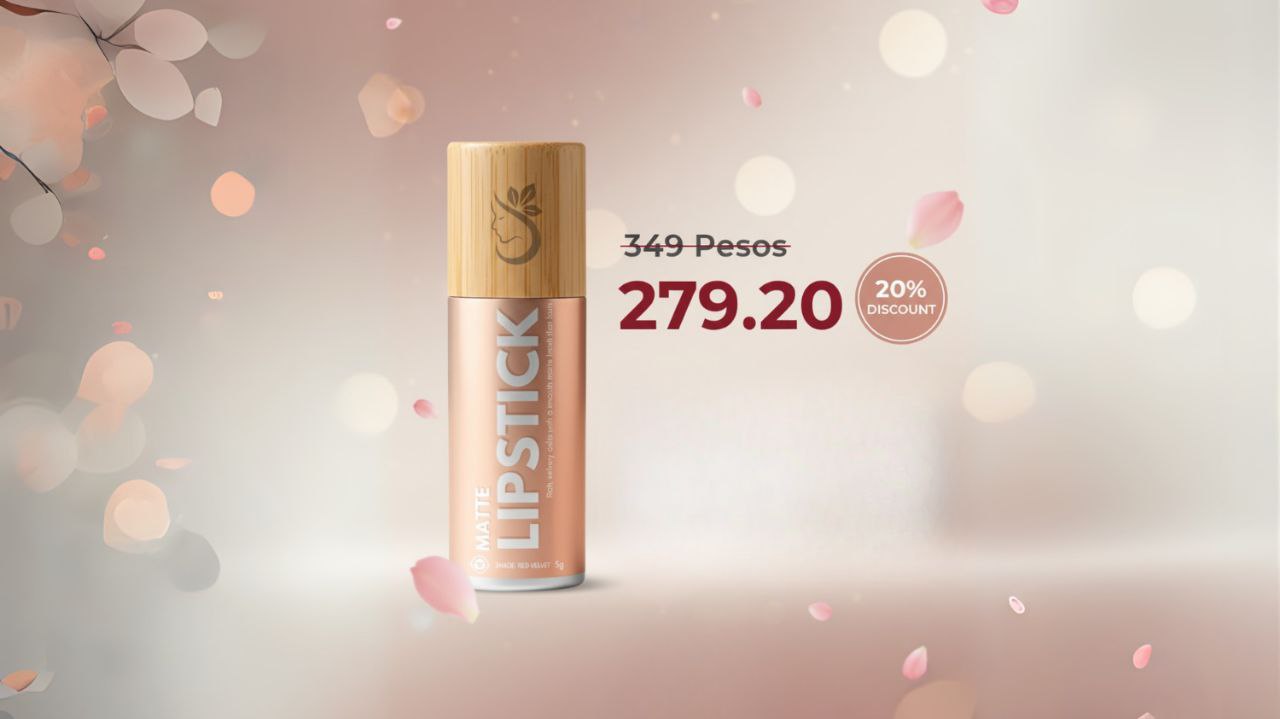 349 Pesos
279.20
20%
DISCOUNT
MATTE
LIPSTICK
SHADE: RED VELVET 5g